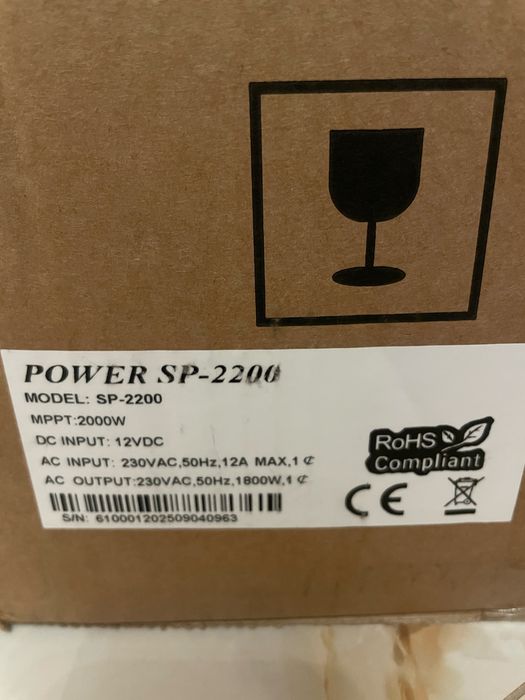 POWER SP-2200
MODEL: SP-2200
MPPT:2000W
DC INPUT: 12VDC
AC INPUT: 230VAC,50Hz,12A MAX,1 ₵
AC OUTPUT:230VAC,50Hz,1800W,1 ₵
S/N: 610001202509040963
RoHS
Compliant
CE